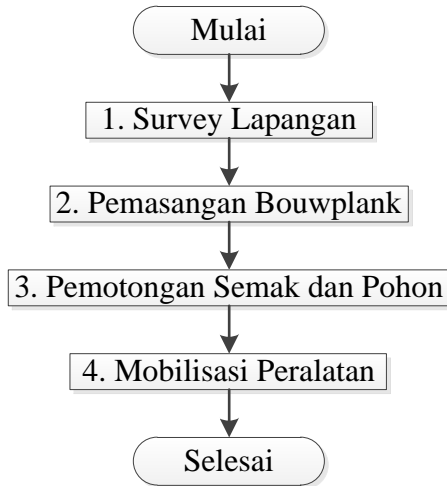 Mulai
1. Survey Lapangan
2. Pemasangan Bouwplank
3. Pemotongan Semak dan Pohon
4. Mobilisasi Peralatan
Selesai